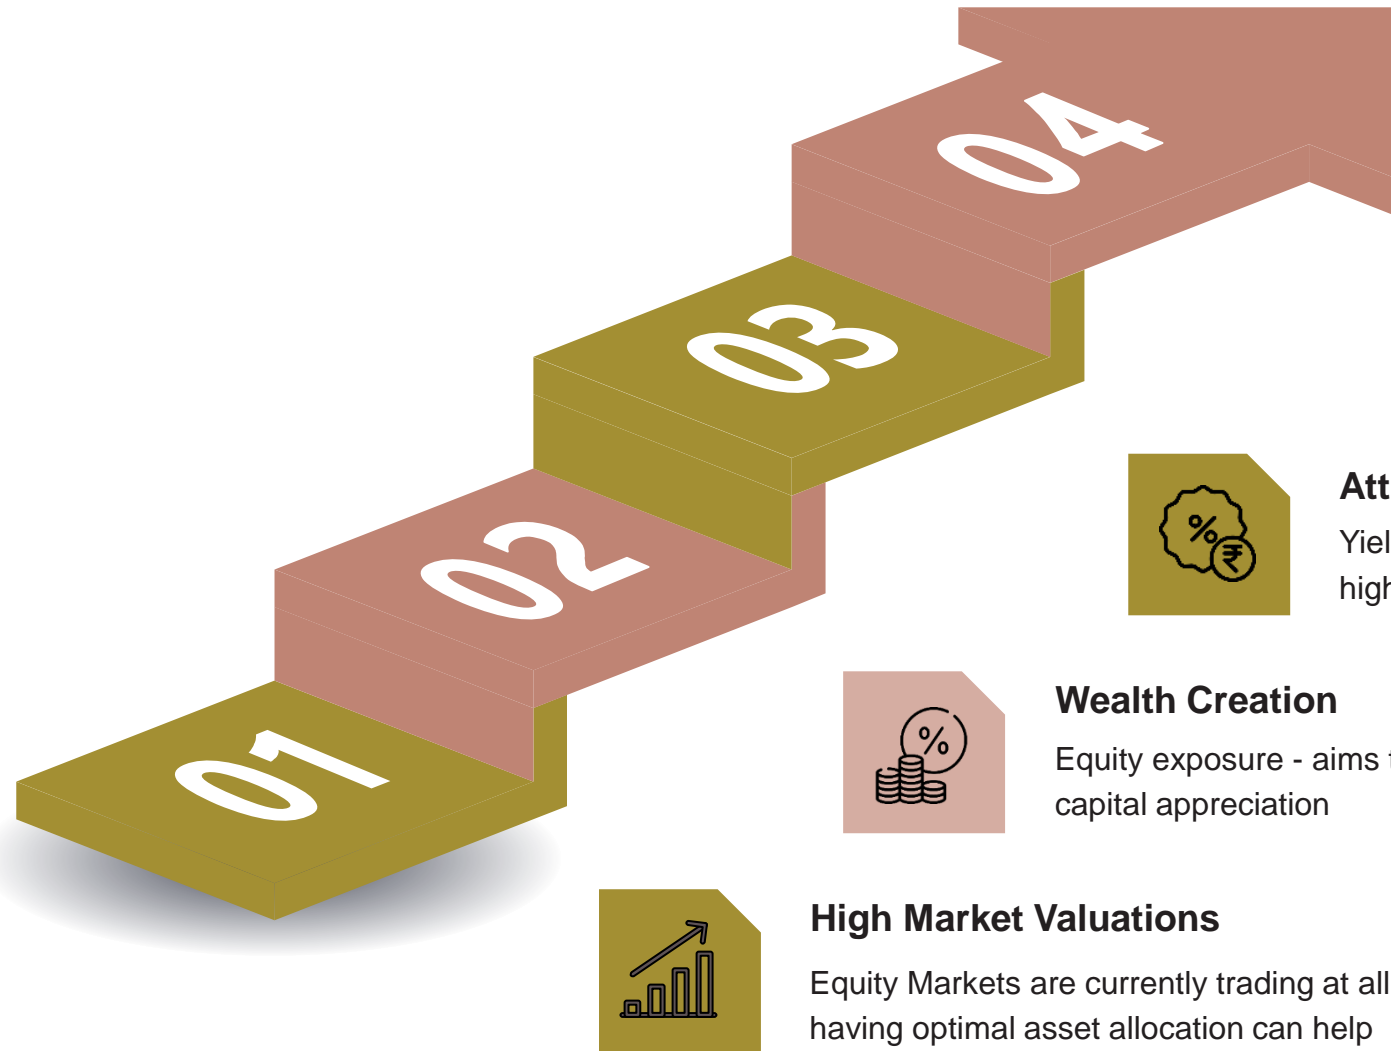 04
03
02
01
Att
Yiel
high
Wealth Creation
Equity exposure - aims t
capital appreciation
High Market Valuations
Equity Markets are currently trading at all
having optimal asset allocation can help